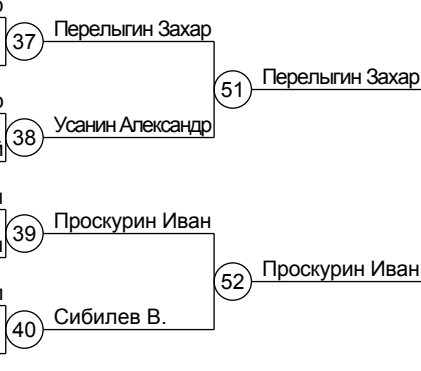 37
Перелыгин Захар
51
Перелыгин Захар
38
Усанин Александр
39
Проскурин Иван
52
Проскурин Иван
40
Сибилев В.